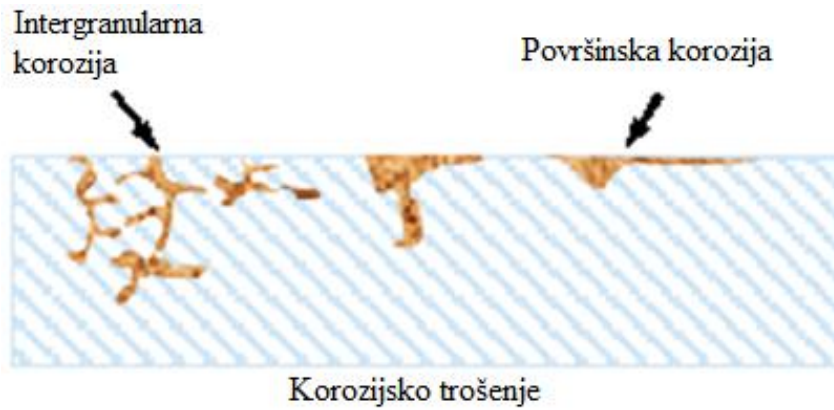 Intergranularna
korozija
Površinska korozija
Korozijsko trošenje